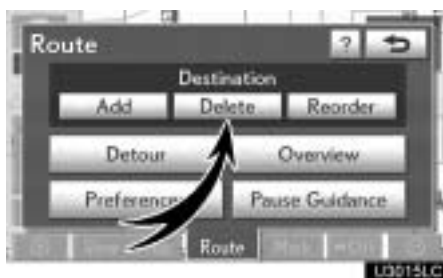 Route ?
Destination
Add Delete Reorder
Detour Overview
Preference Pause Guidance
Route
U3015LC